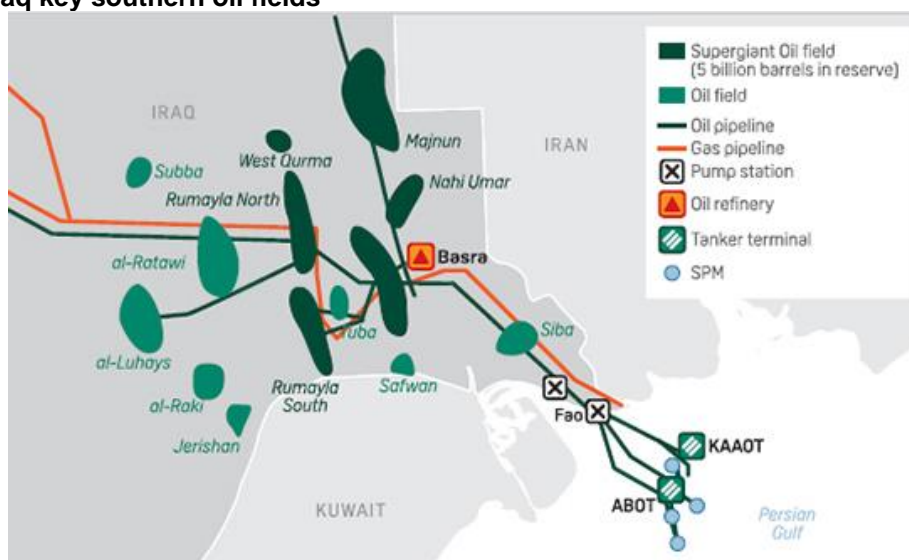 aq key southern oil fields
Supergiant Oil field
(5 billion barrels in reserve)
Oil field
Oil pipeline
Gas pipeline
Pump station
Oil refinery
Tanker terminal
SPM
IRAQ
IRAN
Majnun
West Qurma
Subba
Nahi Umar
Rumayla North
al-Ratawi
Basra
Tuba
Siba
al-Luhays
Rumayla
South
Safwan
al-Raki
Fao
Jerishan
KAAOT
ABOT
KUWAIT
Persian
Gulf